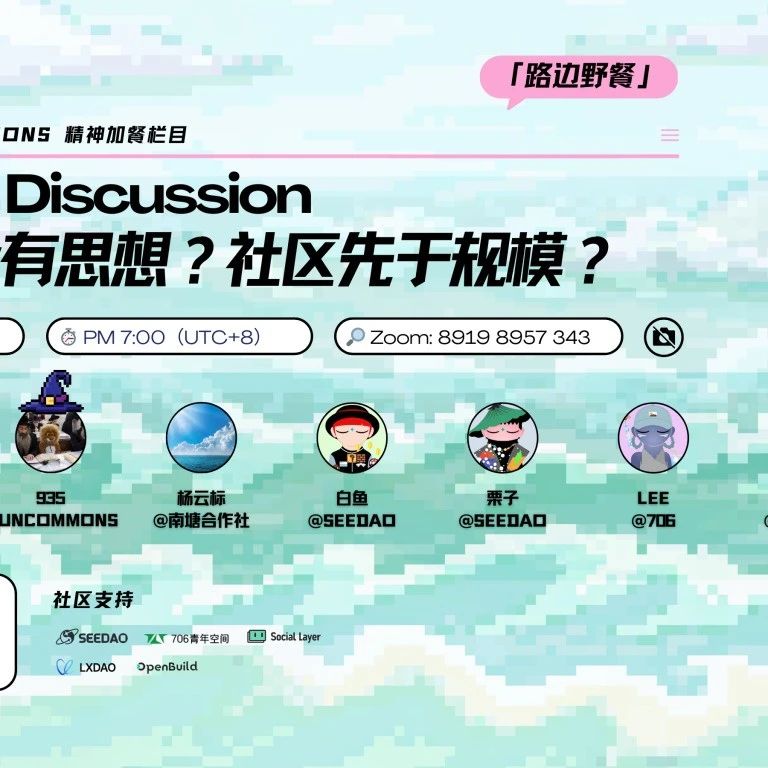 「路边野餐」
ONS 精神加餐栏目
Discussion
有思想？社区先于规模？
PM 7:00（UTC+8）
Zoom: 8919 8957 343
935
UNCOMMONS
杨云标
@南塘合作社
白鱼
@SEEDAO
栗子
@SEEDAO
LEE
@706
社区支持
SEEDAO
706青年空间
Social Layer
LXDAO
OpenBuild